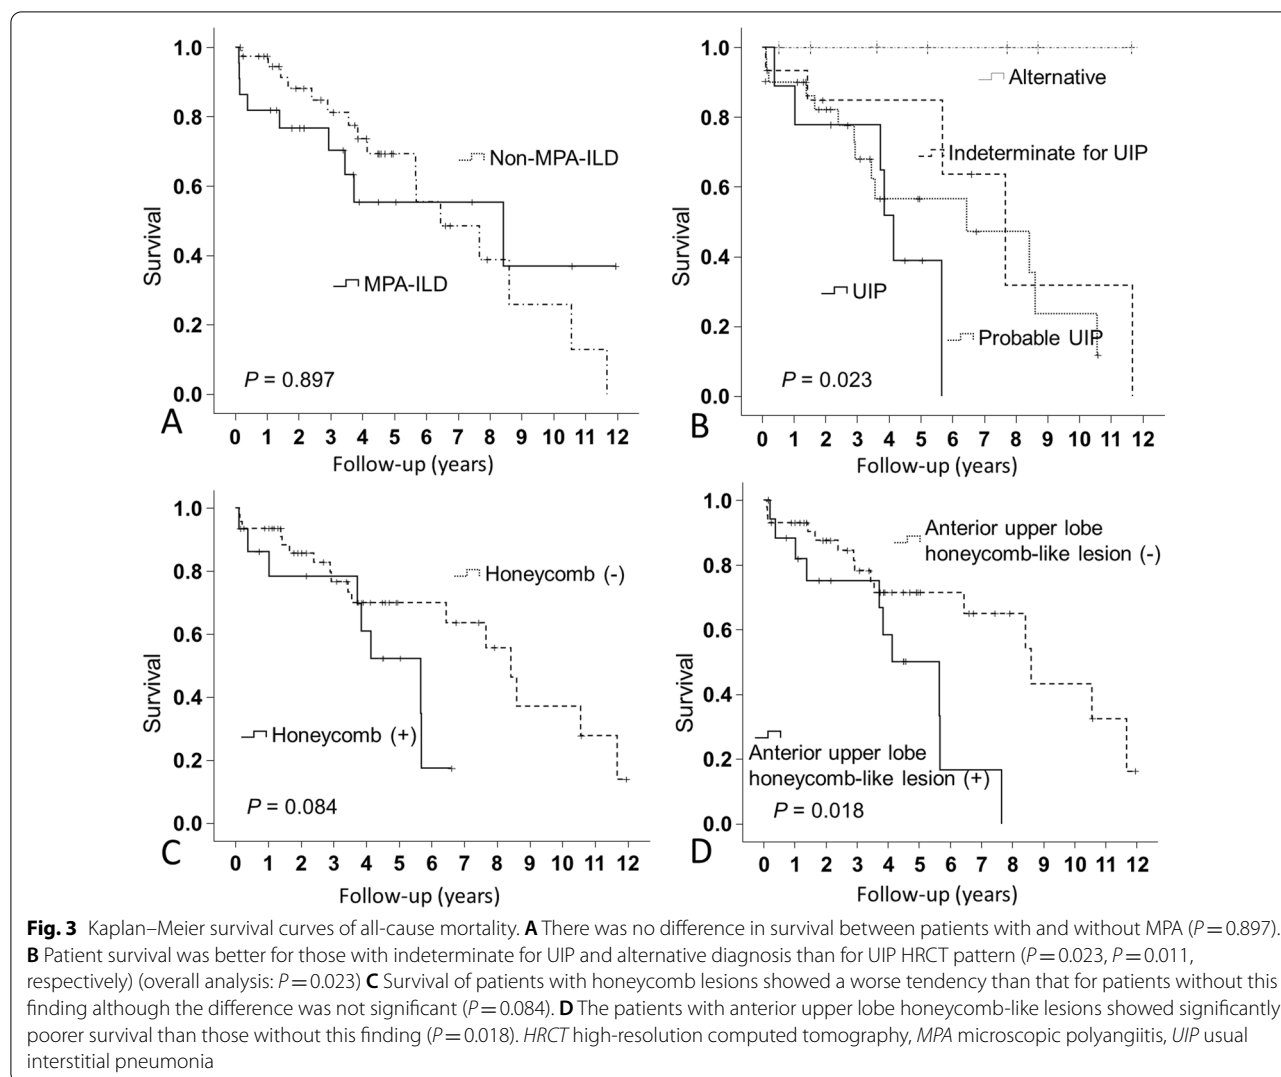 1.0
0.8
0.6
0.4
0.2
0.0
Survival
Non-MPA-ILD
MPA-ILD
P = 0.897
A
0 1 2 3 4 5 6 7 8 9 10 11 12
Follow-up (years)
1.0
0.8
0.6
0.4
0.2
0.0
Survival
Alternative
Indeterminate for UIP
UIP
Probable UIP
P = 0.023
B
0 1 2 3 4 5 6 7 8 9 10 11 12
Follow-up (years)
1.0
0.8
0.6
0.4
0.2
0.0
Survival
Honeycomb (-)
Honeycomb (+)
P = 0.084
C
0 1 2 3 4 5 6 7 8 9 10 11 12
Follow-up (years)
1.0
0.8
0.6
0.4
0.2
0.0
Survival
Anterior upper lobe
honeycomb-like lesion (-)
Anterior upper lobe
honeycomb-like lesion (+)
P = 0.018
D
0 1 2 3 4 5 6 7 8 9 10 11 12
Follow-up (years)
Fig. 3 Kaplan–Meier survival curves of all-cause mortality. A There was no difference in survival between patients with and without MPA (P = 0.897).
B Patient survival was better for those with indeterminate for UIP and alternative diagnosis than for UIP HRCT pattern (P = 0.023, P = 0.011,
respectively) (overall analysis: P = 0.023) C Survival of patients with honeycomb lesions showed a worse tendency than that for patients without this
finding although the difference was not significant (P = 0.084). D The patients with anterior upper lobe honeycomb-like lesions showed significantly
poorer survival than those without this finding (P = 0.018). HRCT high-resolution computed tomography, MPA microscopic polyangiitis, UIP usual
interstitial pneumonia